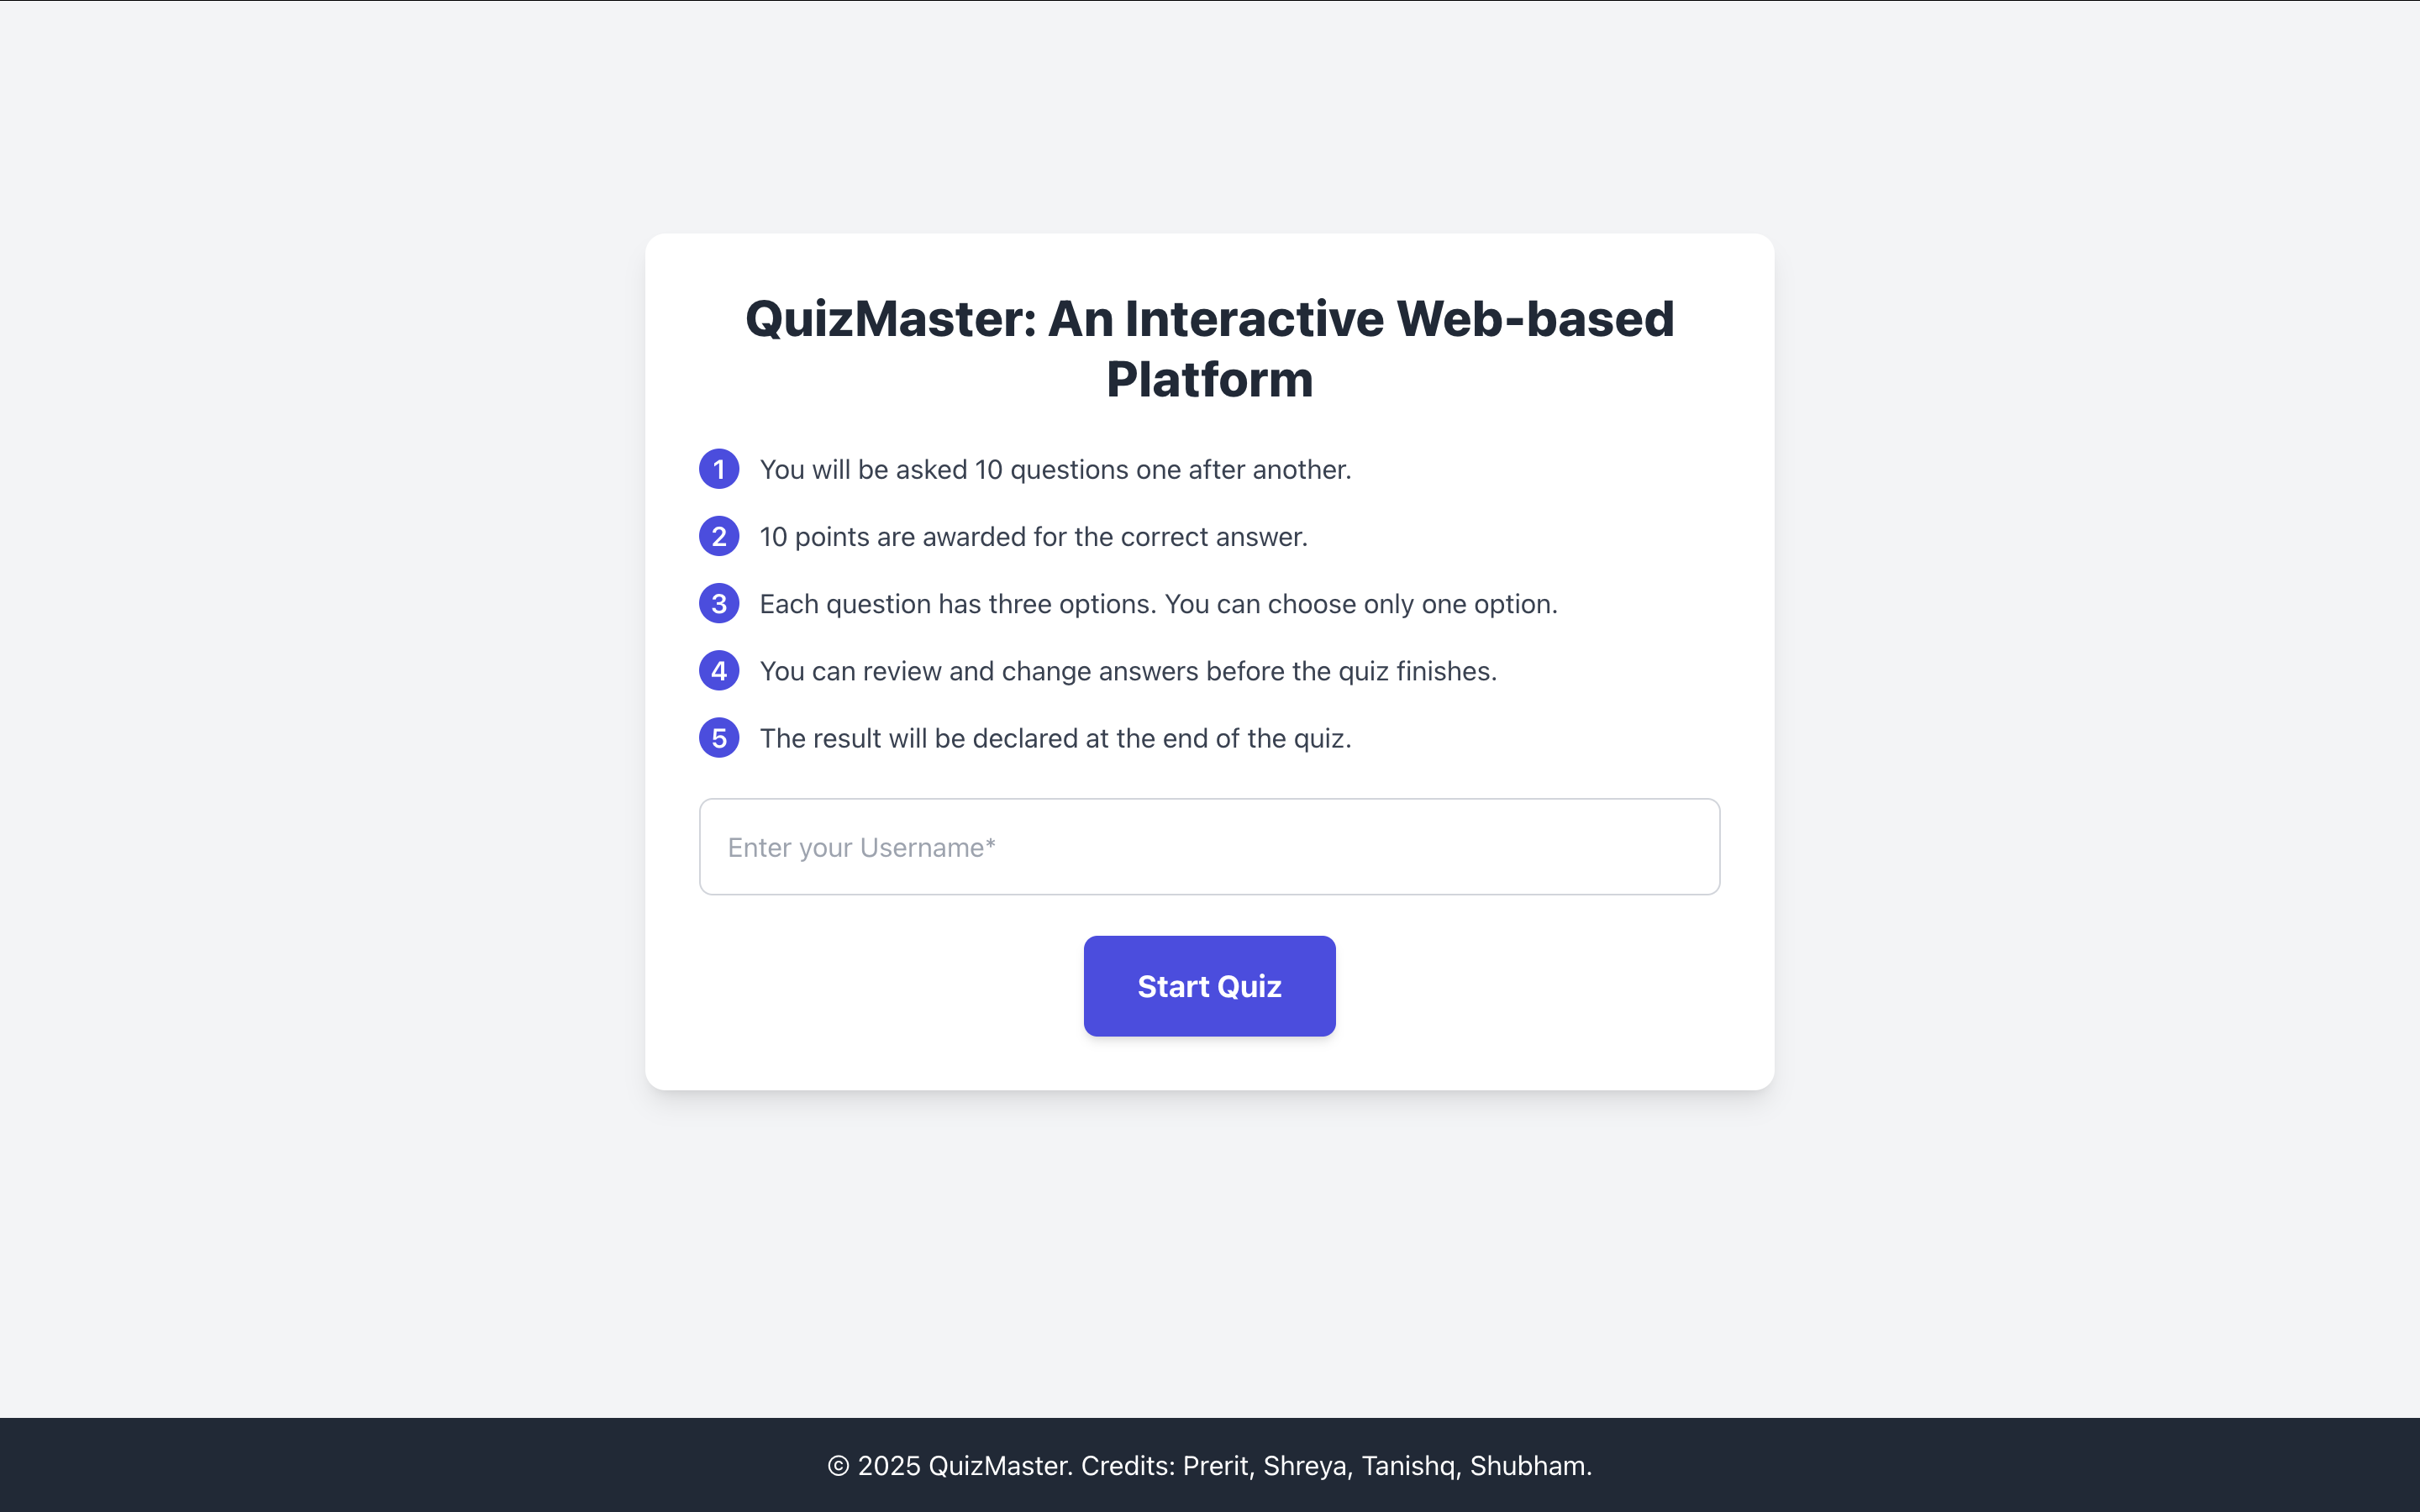 QuizMaster: An Interactive Web-based
Platform
1 You will be asked 10 questions one after another.
2 10 points are awarded for the correct answer.
3 Each question has three options. You can choose only one option.
4 You can review and change answers before the quiz finishes.
5 The result will be declared at the end of the quiz.
Enter your Username*
Start Quiz
© 2025 QuizMaster. Credits: Prerit, Shreya, Tanishq, Shubham.